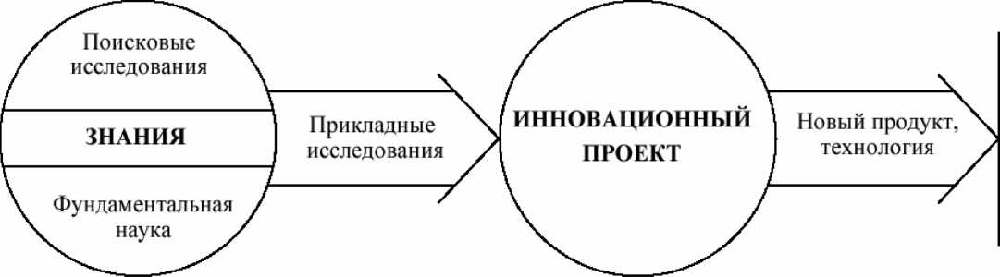 Поисковые
исследования
ЗНАНИЯ
Фундаментальная
наука
Прикладные
исследования
ИННОВАЦИОННЫЙ
ПРОЕКТ
Новый продукт,
технология